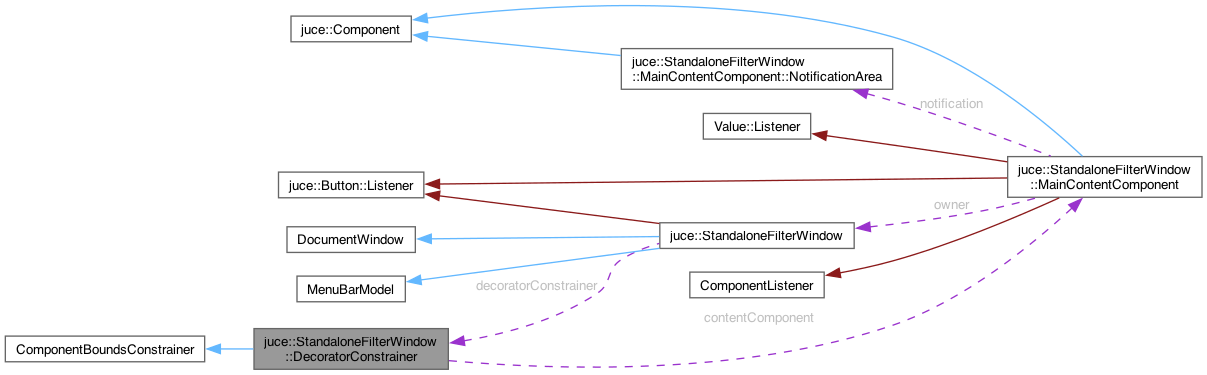 juce::Component
juce::StandaloneFilterWindow
::MainContentComponent::NotificationArea
notification
Value::Listener
juce::StandaloneFilterWindow
::MainContentComponent
juce::Button::Listener
owner
DocumentWindow
juce::StandaloneFilterWindow
MenuBarModel
decoratorConstrainer
ComponentListener
contentComponent
ComponentBoundsConstrainer
juce::StandaloneFilterWindow
::DecoratorConstrainer